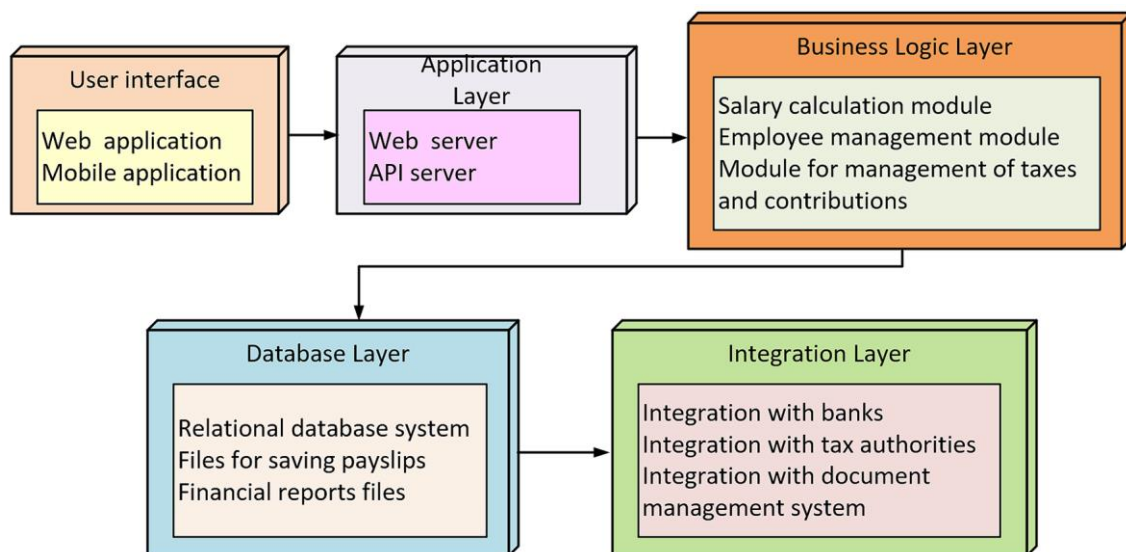 User interface
Web application
Mobile application
Application
Layer
Web server
API server
Business Logic Layer
Salary calculation module
Employee management module
Module for management of taxes
and contributions
Database Layer
Relational database system
Files for saving payslips
Financial reports files
Integration Layer
Integration with banks
Integration with tax authorities
Integration with document
management system